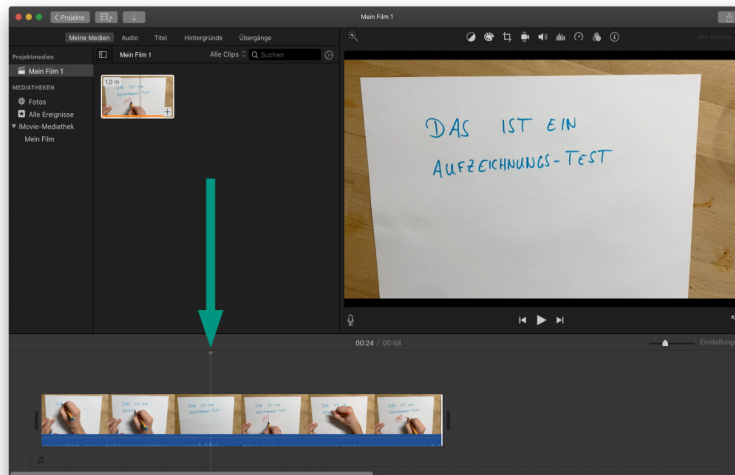 < Projekte
Mein Film 1
Meine Medien Audio Titel Hintergründe Übergänge
Projektmedien
Mein Film 1
MEDIATHEKEN
Fotos
Alle Ereignisse
iMovie-Mediathek
Mein Film
Mein Film 1 Alle Clips Suchen
1,0 m
DAS IST EIN
AUFZEICHNUNGS-TEST
00:24 / 00:58
Einstellung